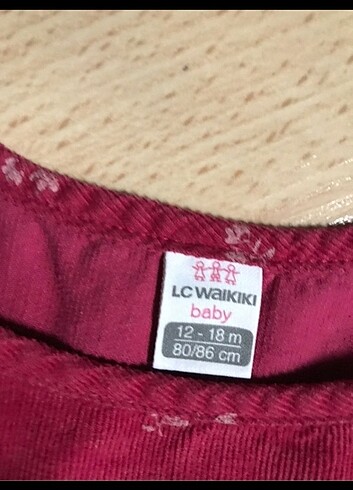 LC WAIKIKI
baby
12 - 18 m
80/86 cm